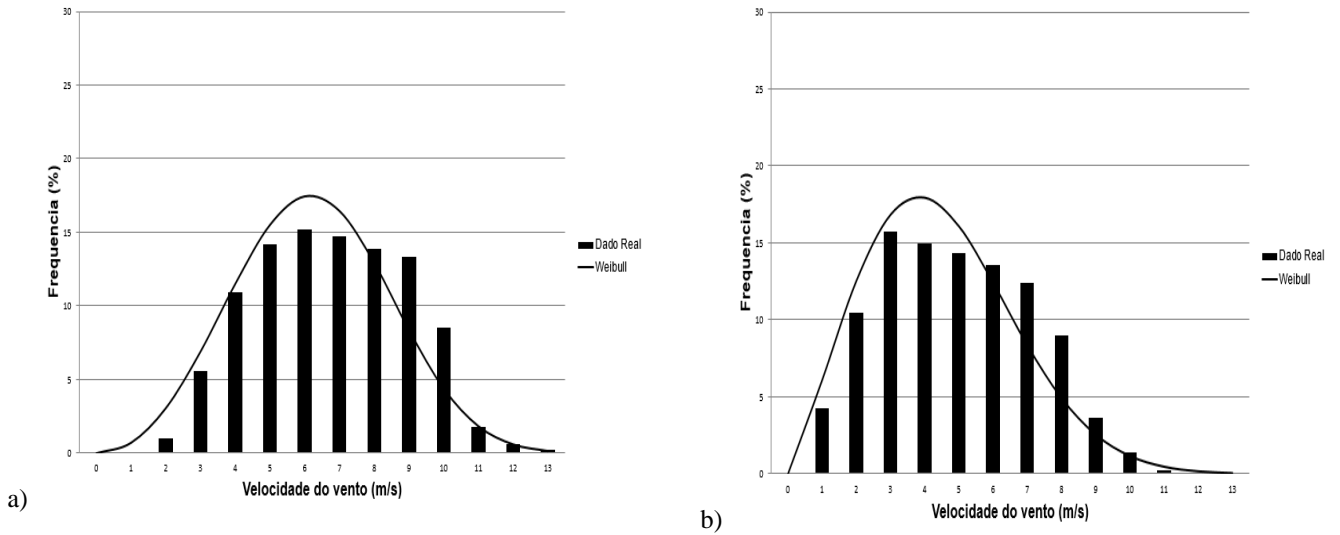 30
25
20
15
10
5
0
Frequencia (%)
0 1 2 3 4 5 6 7 8 9 10 11 12 13
Velocidade do vento (m/s)
Dado Real
Weibull
a)
30
25
20
15
10
5
0
Frequencia (%)
0 1 2 3 4 5 6 7 8 9 10 11 12 13
Velocidade do vento (m/s)
Dado Real
Weibull
b)